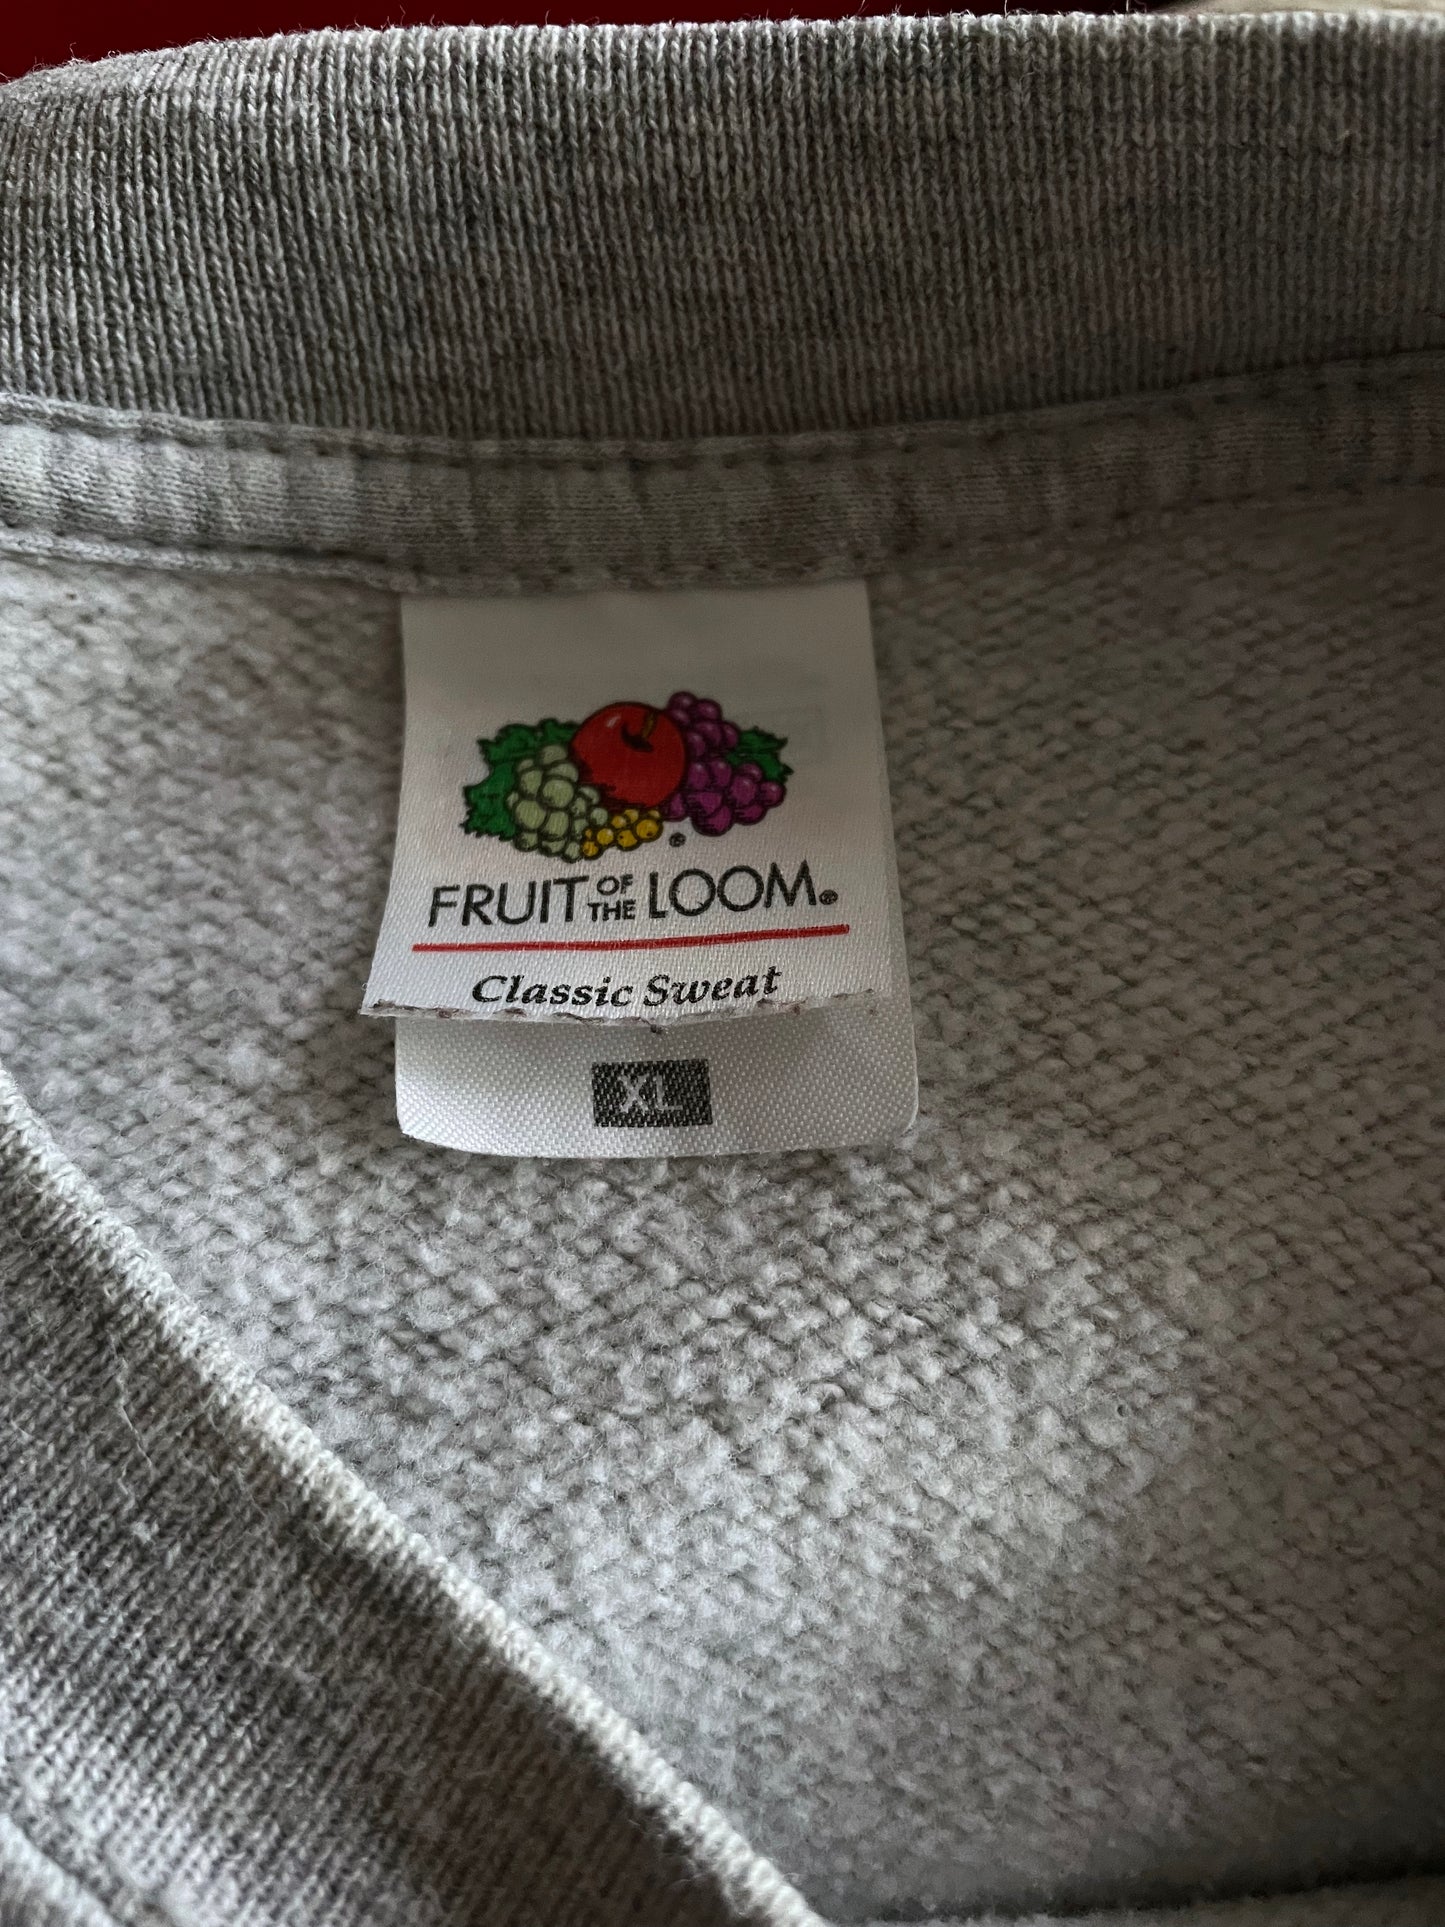 FRUIT OF THE LOOM®
Classic Sweat
XL